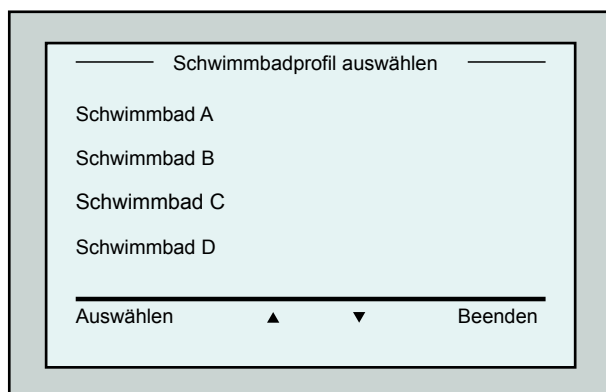 Schwimmbadprofil auswählen
Schwimmbad A
Schwimmbad B
Schwimmbad C
Schwimmbad D
Auswählen ▲ ▼ Beenden